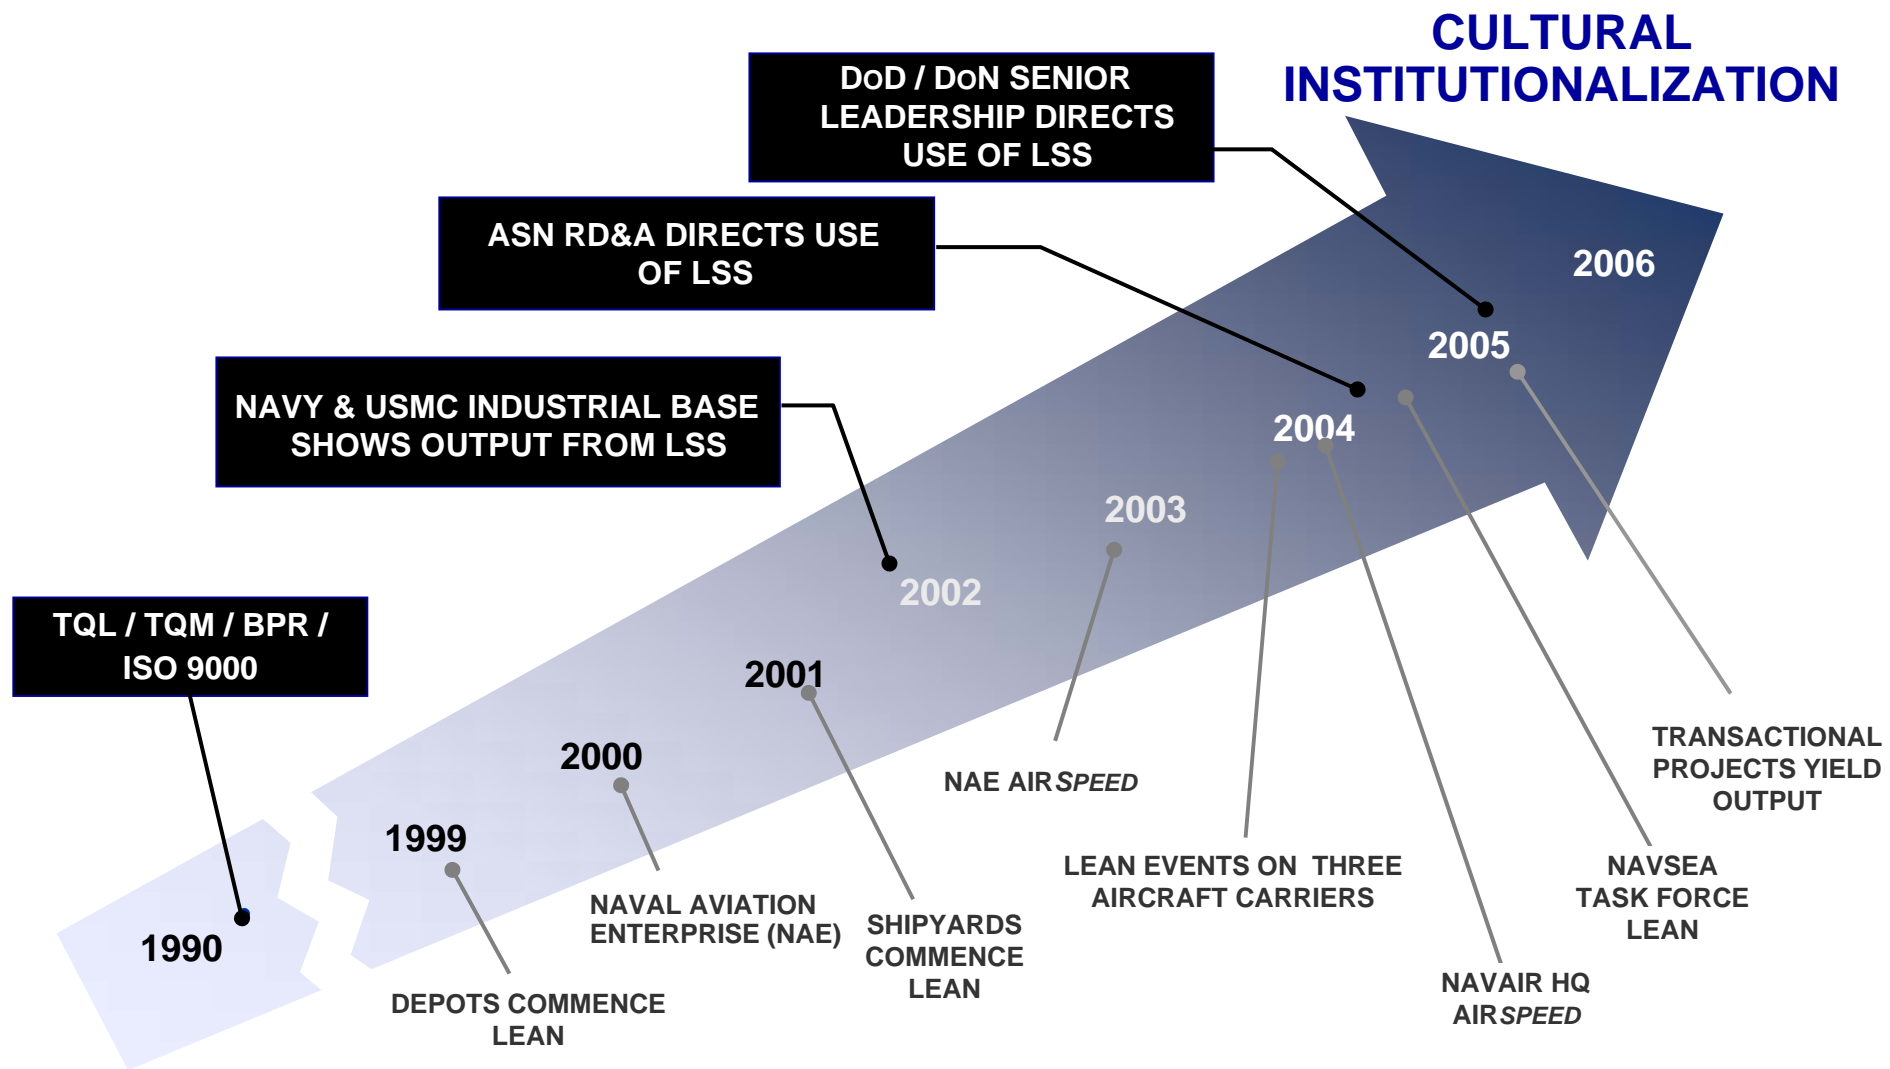 CULTURAL
INSTITUTIONALIZATION
DOD / DON SENIOR
LEADERSHIP DIRECTS
USE OF LSS
ASN RD&A DIRECTS USE
OF LSS
NAVY & USMC INDUSTRIAL BASE
SHOWS OUTPUT FROM LSS
TQL / TQM / BPR /
ISO 9000
2006
2005
2004
2003
2002
2001
2000
1999
1990
DEPOTS COMMENCE
LEAN
NAVAL AVIATION
ENTERPRISE (NAE)
SHIPYARDS
COMMENCE
LEAN
NAE AIRSPEED
LEAN EVENTS ON THREE
AIRCRAFT CARRIERS
NAVAIR HQ
AIRSPEED
NAVSEA
TASK FORCE
LEAN
TRANSACTIONAL
PROJECTS YIELD
OUTPUT